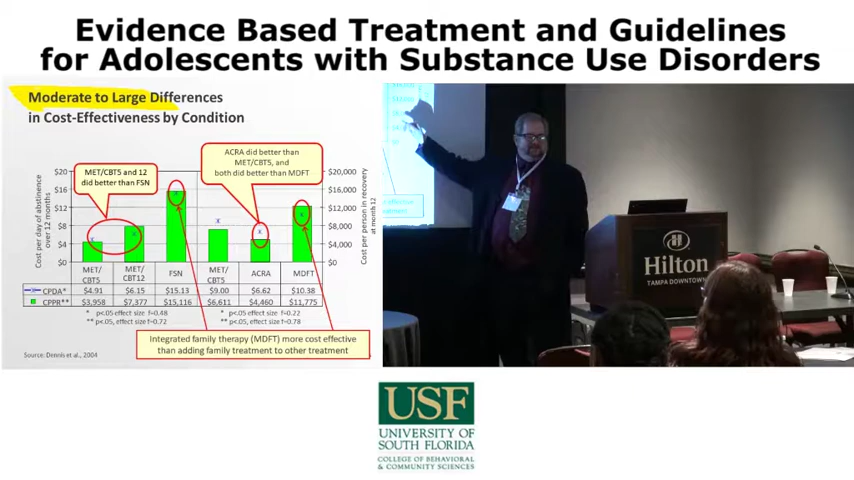 Evidence Based Treatment and Guidelines
for Adolescents with Substance Use Disorders
Moderate to Large Differences
in Cost-Effectiveness by Condition
MET/CBT5 and 12
did better than FSN
ACRA did better than
MET/CBT5, and
both did better than MDFT
Cost per day of abstinence
over 12 months
$20
$16
$12
$8
$4
$0
$20,000
$16,000
$12,000
$8,000
$4,000
$0
Cost per person in recovery
at month 12
MET/ CBT5 MET/ CBT12 FSN MET/ CBT5 ACRA MDFT
CPDA* $4.91 $6.15 $15.13 $9.00 $6.62 $10.38
CPPR** $3,958 $7,377 $15,116 $6,611 $4,460 $11,775
* p<.05 effect size f=0.48
** p<.05, effect size f=0.72
* p<.05 effect size f=0.22
** p<.05, effect size f=0.78
Integrated family therapy (MDFT) more cost effective
than adding family treatment to other treatment
Source: Dennis et al., 2004
Hilton
TAMPA DOWNTOWN
USF
UNIVERSITY OF
SOUTH FLORIDA
COLLEGE OF BEHAVIORAL
& COMMUNITY SCIENCES